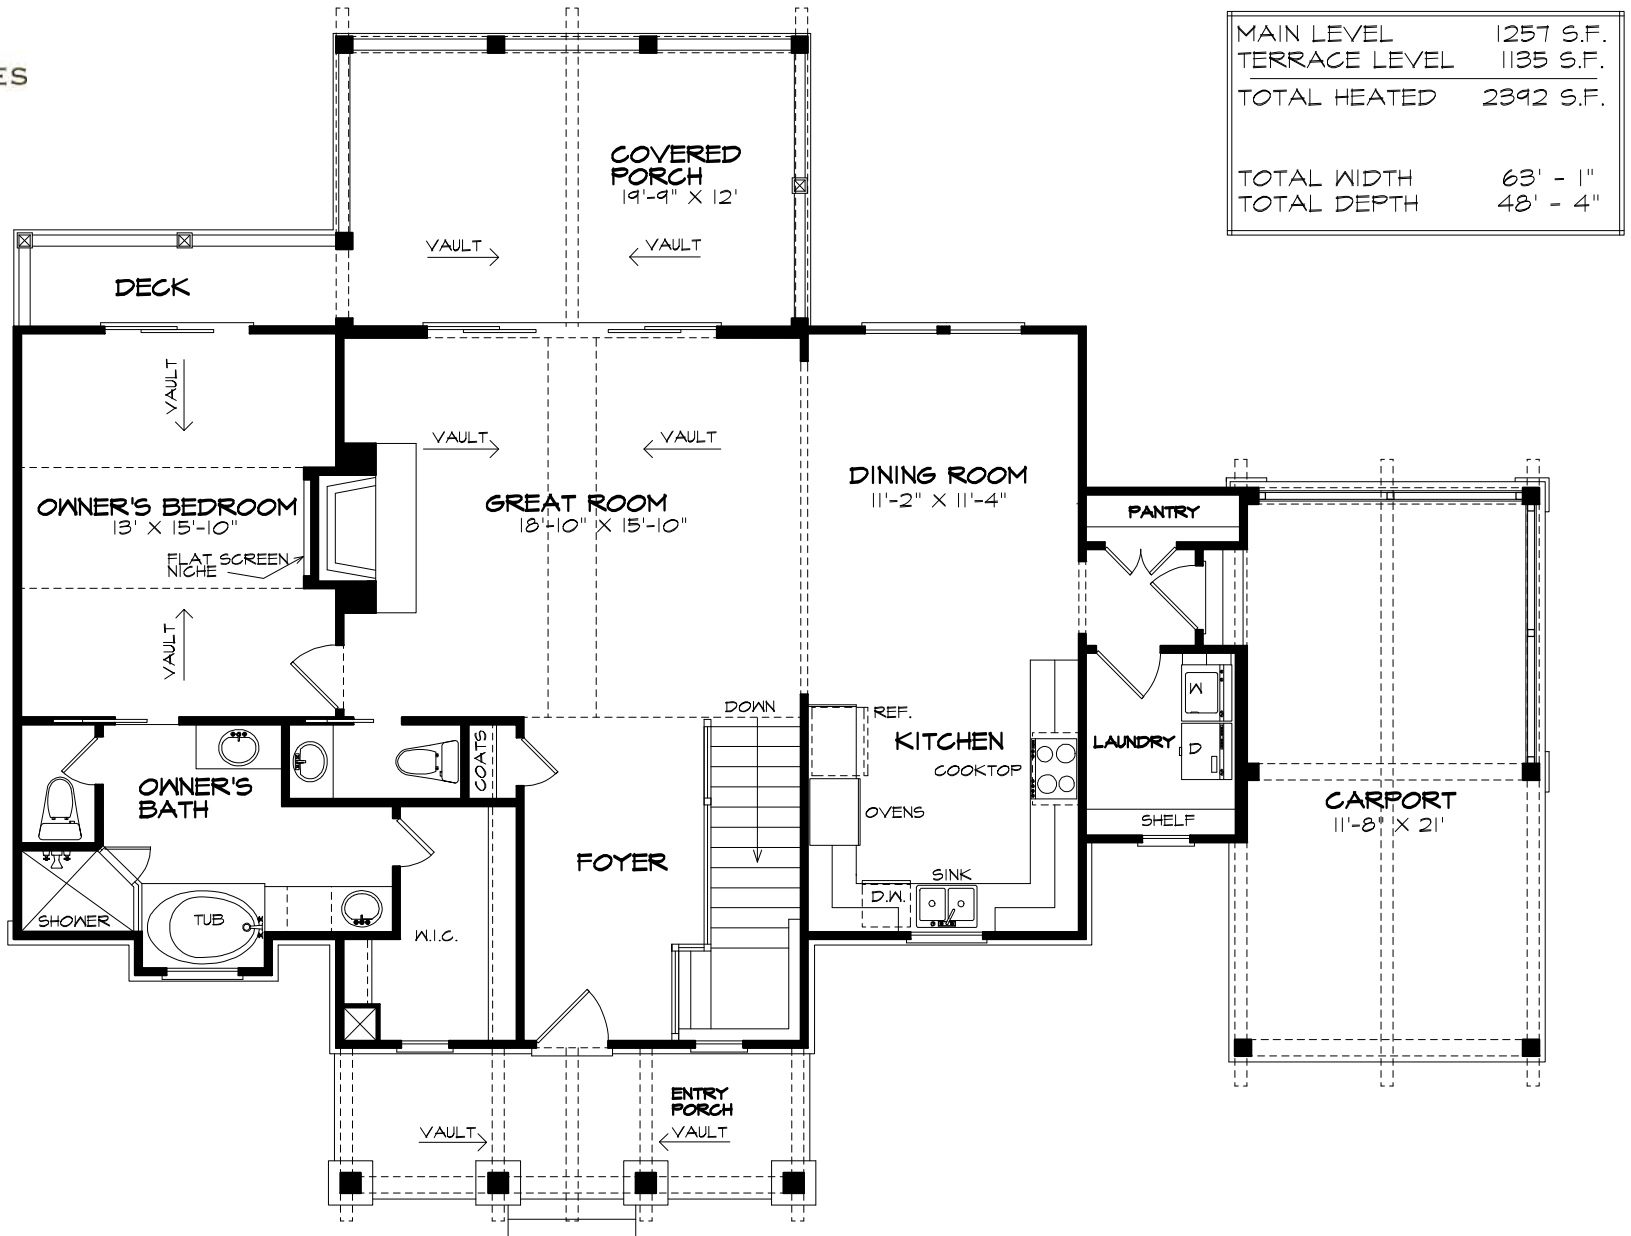 ES
MAIN LEVEL 1257 S.F.
TERRACE LEVEL 1135 S.F.
TOTAL HEATED 2392 S.F.
TOTAL WIDTH 63' - 1"
TOTAL DEPTH 48' - 4"
COVERED
PORCH
19'-9" X 12'
VAULT
VAULT
DECK
VAULT
VAULT
VAULT
OWNER'S BEDROOM
13' X 15'-10"
FLAT SCREEN
NICHE
VAULT
GREAT ROOM
18'-10" X 15'-10"
DINING ROOM
11'-2" X 11'-4"
PANTRY
DOWN
REF.
KITCHEN
COOKTOP
OVENS
D.W.
SINK
W
LAUNDRY
D
SHELF
CARPORT
11'-8" X 21'
COATS
OWNER'S
BATH
SHOWER
TUB
W.I.C.
FOYER
ENTRY
PORCH
VAULT
VAULT